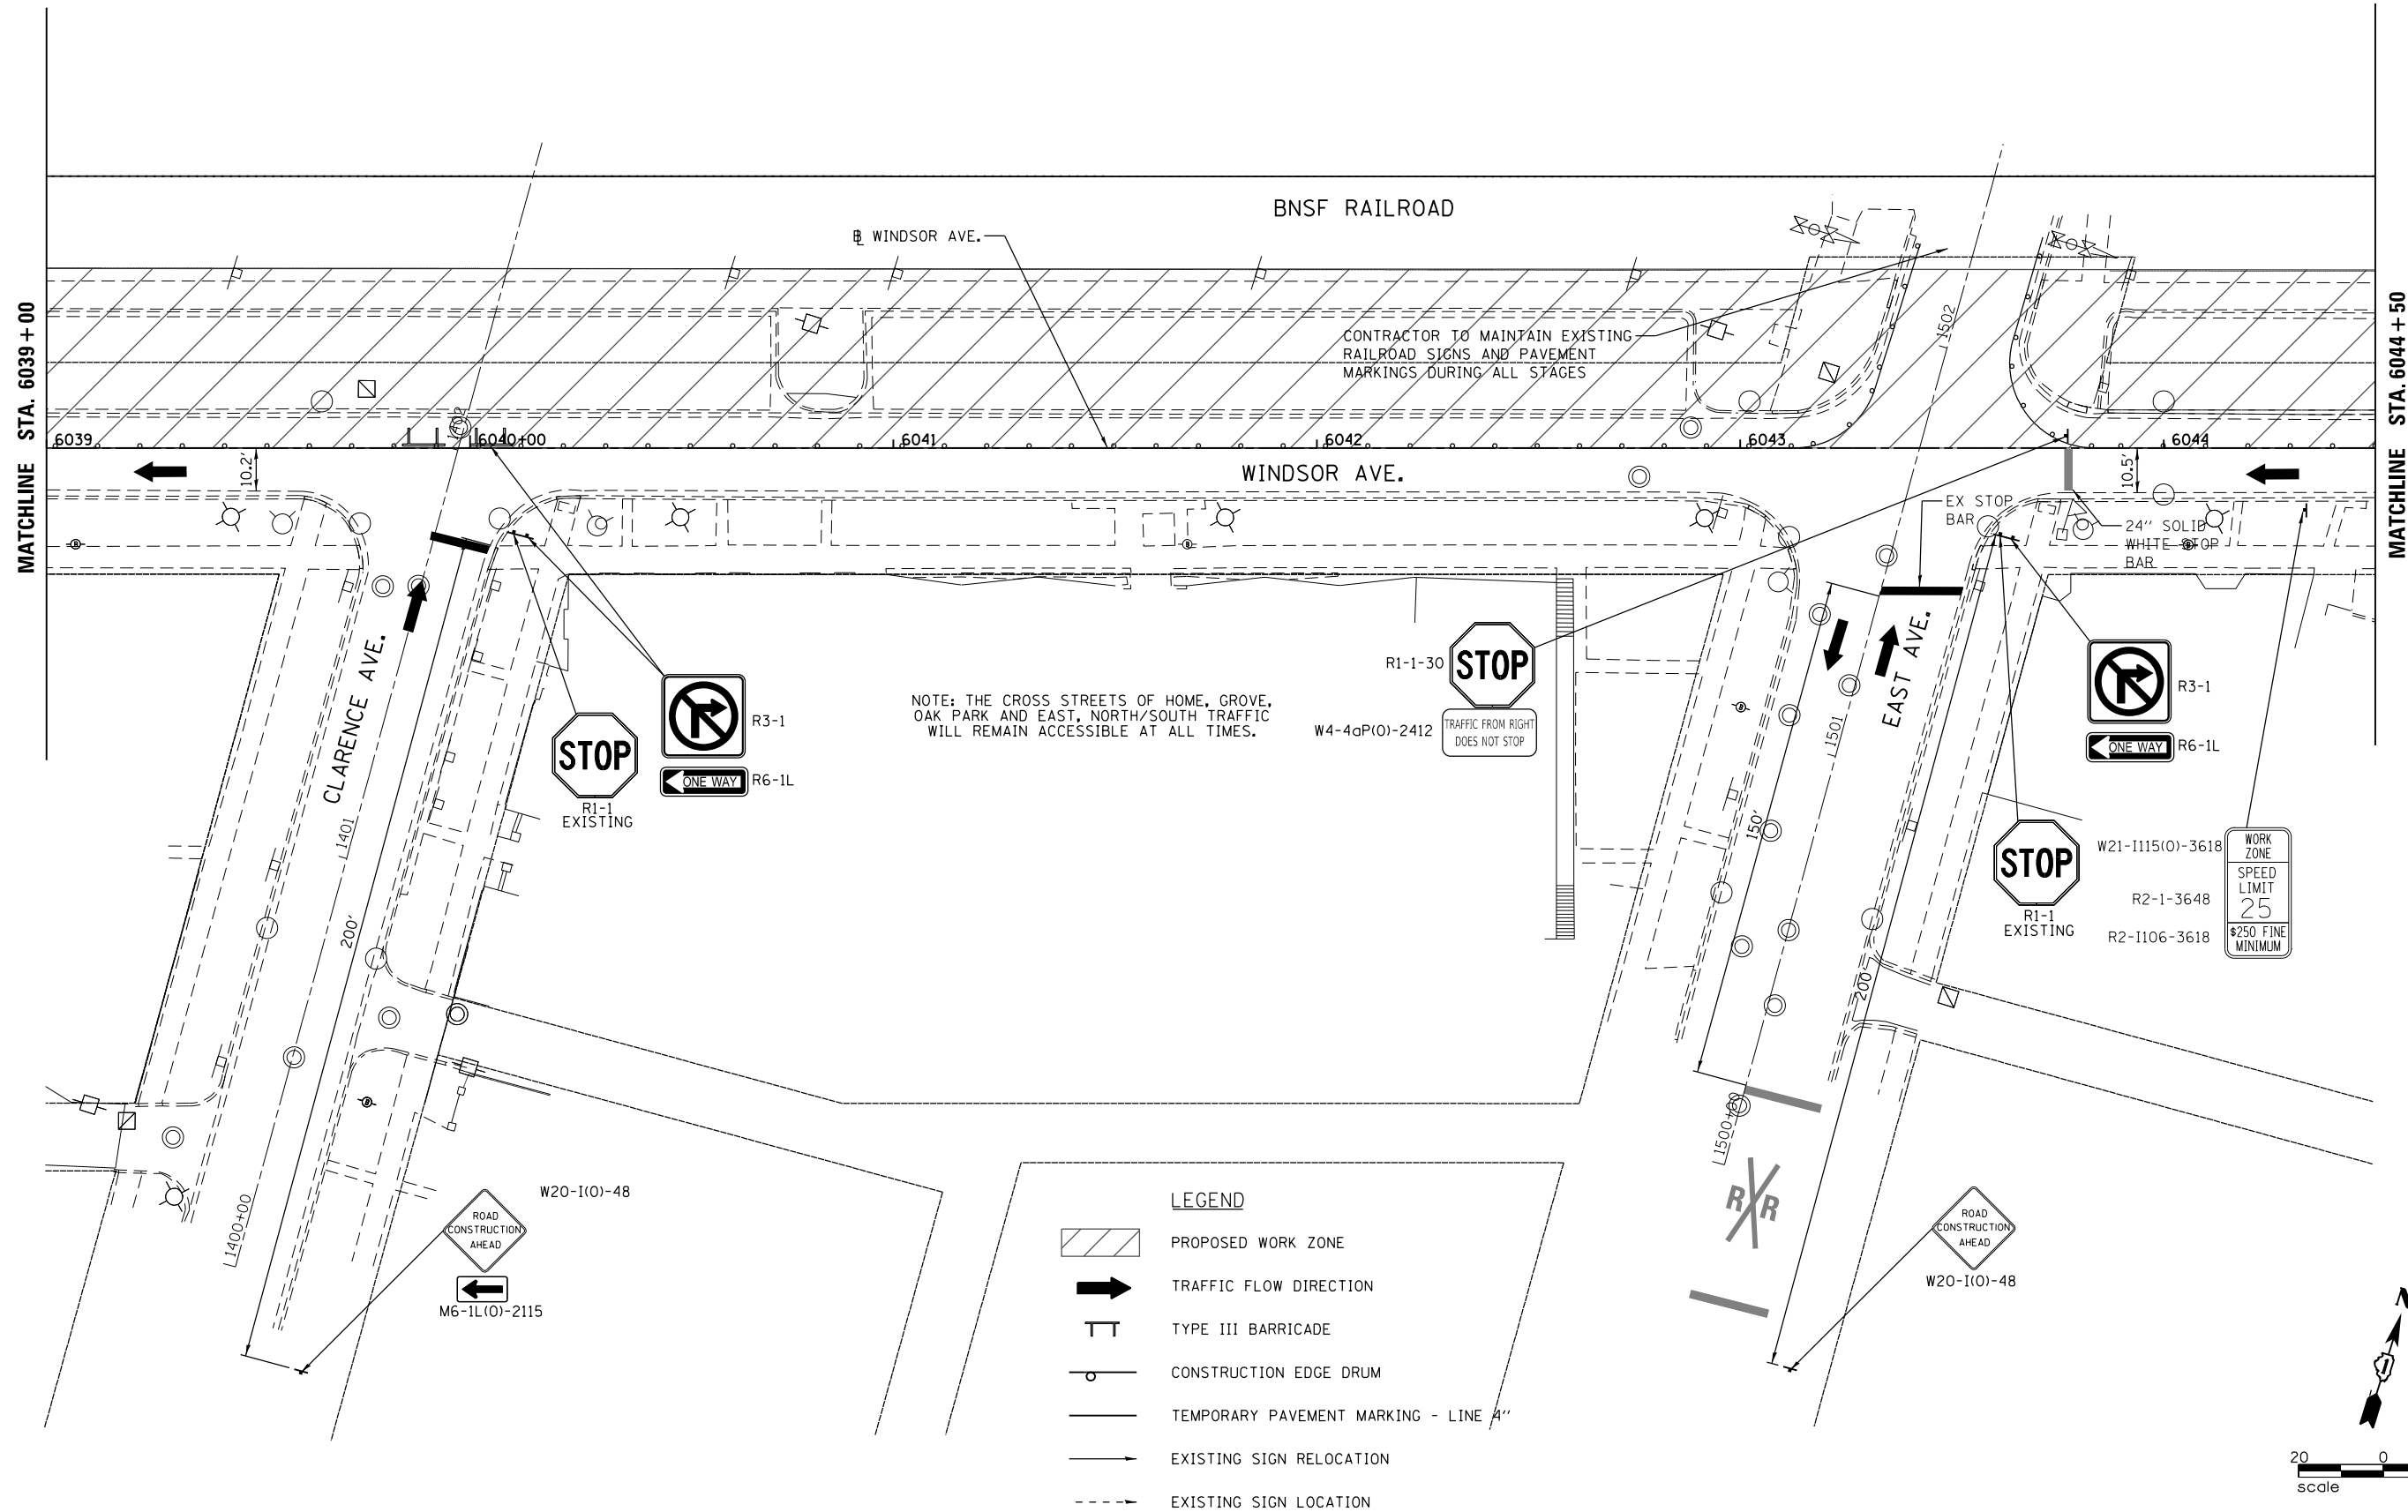 BNSF RAILROAD
℄ WINDSOR AVE.
1502
CONTRACTOR TO MAINTAIN EXISTING
RAILROAD SIGNS AND PAVEMENT
MARKINGS DURING ALL STAGES
MATCHLINE STA. 6039+00
MATCHLINE STA. 6044+50
6039
6040+00
6041
6042
6043
6044
10.2'
WINDSOR AVE.
10.5'
EX STOP
BAR
24'' SOLID
WHITE STOP
BAR
CLARENCE AVE.
EAST AVE.
R3-1
ONE WAY
R6-1L
STOP
R1-1
EXISTING
NOTE: THE CROSS STREETS OF HOME, GROVE,
OAK PARK AND EAST, NORTH/SOUTH TRAFFIC
WILL REMAIN ACCESSIBLE AT ALL TIMES.
R1-1-30
STOP
W4-4aP(O)-2412
TRAFFIC FROM RIGHT
DOES NOT STOP
R3-1
ONE WAY
R6-1L
STOP
R1-1
EXISTING
W21-I115(O)-3618
R2-1-3648
R2-I106-3618
WORK
ZONE
SPEED
LIMIT
25
$250 FINE
MINIMUM
1401
200'
1400+00
1501
150'
200'
1500+00
R R
W20-I(O)-48
ROAD
CONSTRUCTION
AHEAD
M6-1L(O)-2115
ROAD
CONSTRUCTION
AHEAD
W20-I(O)-48
LEGEND
PROPOSED WORK ZONE
TRAFFIC FLOW DIRECTION
TYPE III BARRICADE
CONSTRUCTION EDGE DRUM
TEMPORARY PAVEMENT MARKING - LINE 4''
EXISTING SIGN RELOCATION
EXISTING SIGN LOCATION
N
20 0
scale